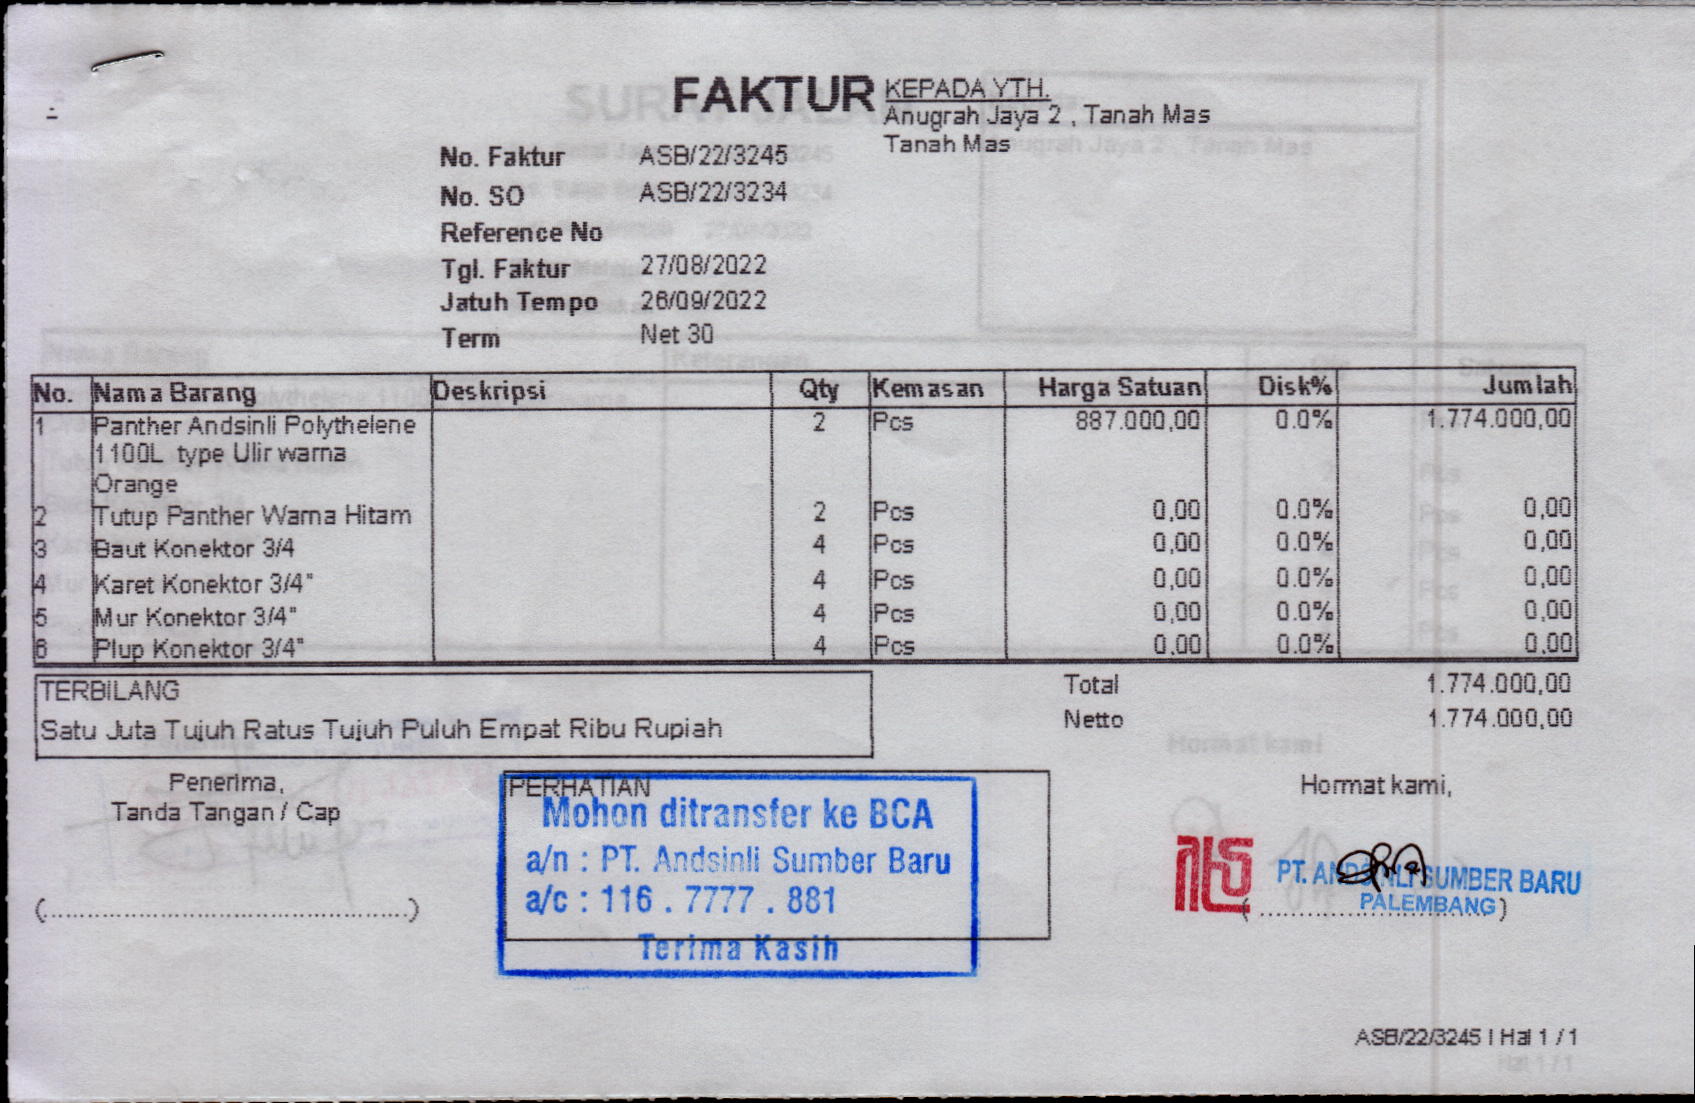 FAKTUR
KEPADA YTH.
Anugrah Jaya 2 , Tanah Mas
Tanah Mas
No. Faktur ASB/22/3245
No. SO ASB/22/3234
Reference No
Tgl. Faktur 27/08/2022
Jatuh Tempo 26/09/2022
Term Net 30
No. Nama Barang Deskripsi Qty Kemasan Harga Satuan Disk% Jumlah
1 Panther Andsinli Polythelene 2 Pcs 887.000,00 0.0% 1.774.000,00
1100L type Ulir warna
Orange
2 Tutup Panther Warna Hitam 2 Pcs 0,00 0.0% 0,00
3 Baut Konektor 3/4 4 Pcs 0,00 0.0% 0,00
4 Karet Konektor 3/4" 4 Pcs 0,00 0.0% 0,00
5 Mur Konektor 3/4" 4 Pcs 0,00 0.0% 0,00
6 Plup Konektor 3/4" 4 Pcs 0,00 0.0% 0,00
TERBILANG
Satu Juta Tujuh Ratus Tujuh Puluh Empat Ribu Rupiah
Total 1.774.000,00
Netto 1.774.000,00
Penerima,
Tanda Tangan / Cap
(..........................................)
PERHATIAN
Mohon ditransfer ke BCA
a/n : PT. Andsinli Sumber Baru
a/c : 116 . 7777 . 881
Terima Kasih
Hormat kami,
PT. ANDSINLI SUMBER BARU
PALEMBANG
(..............................)
ASB/22/3245 | Hal 1 / 1